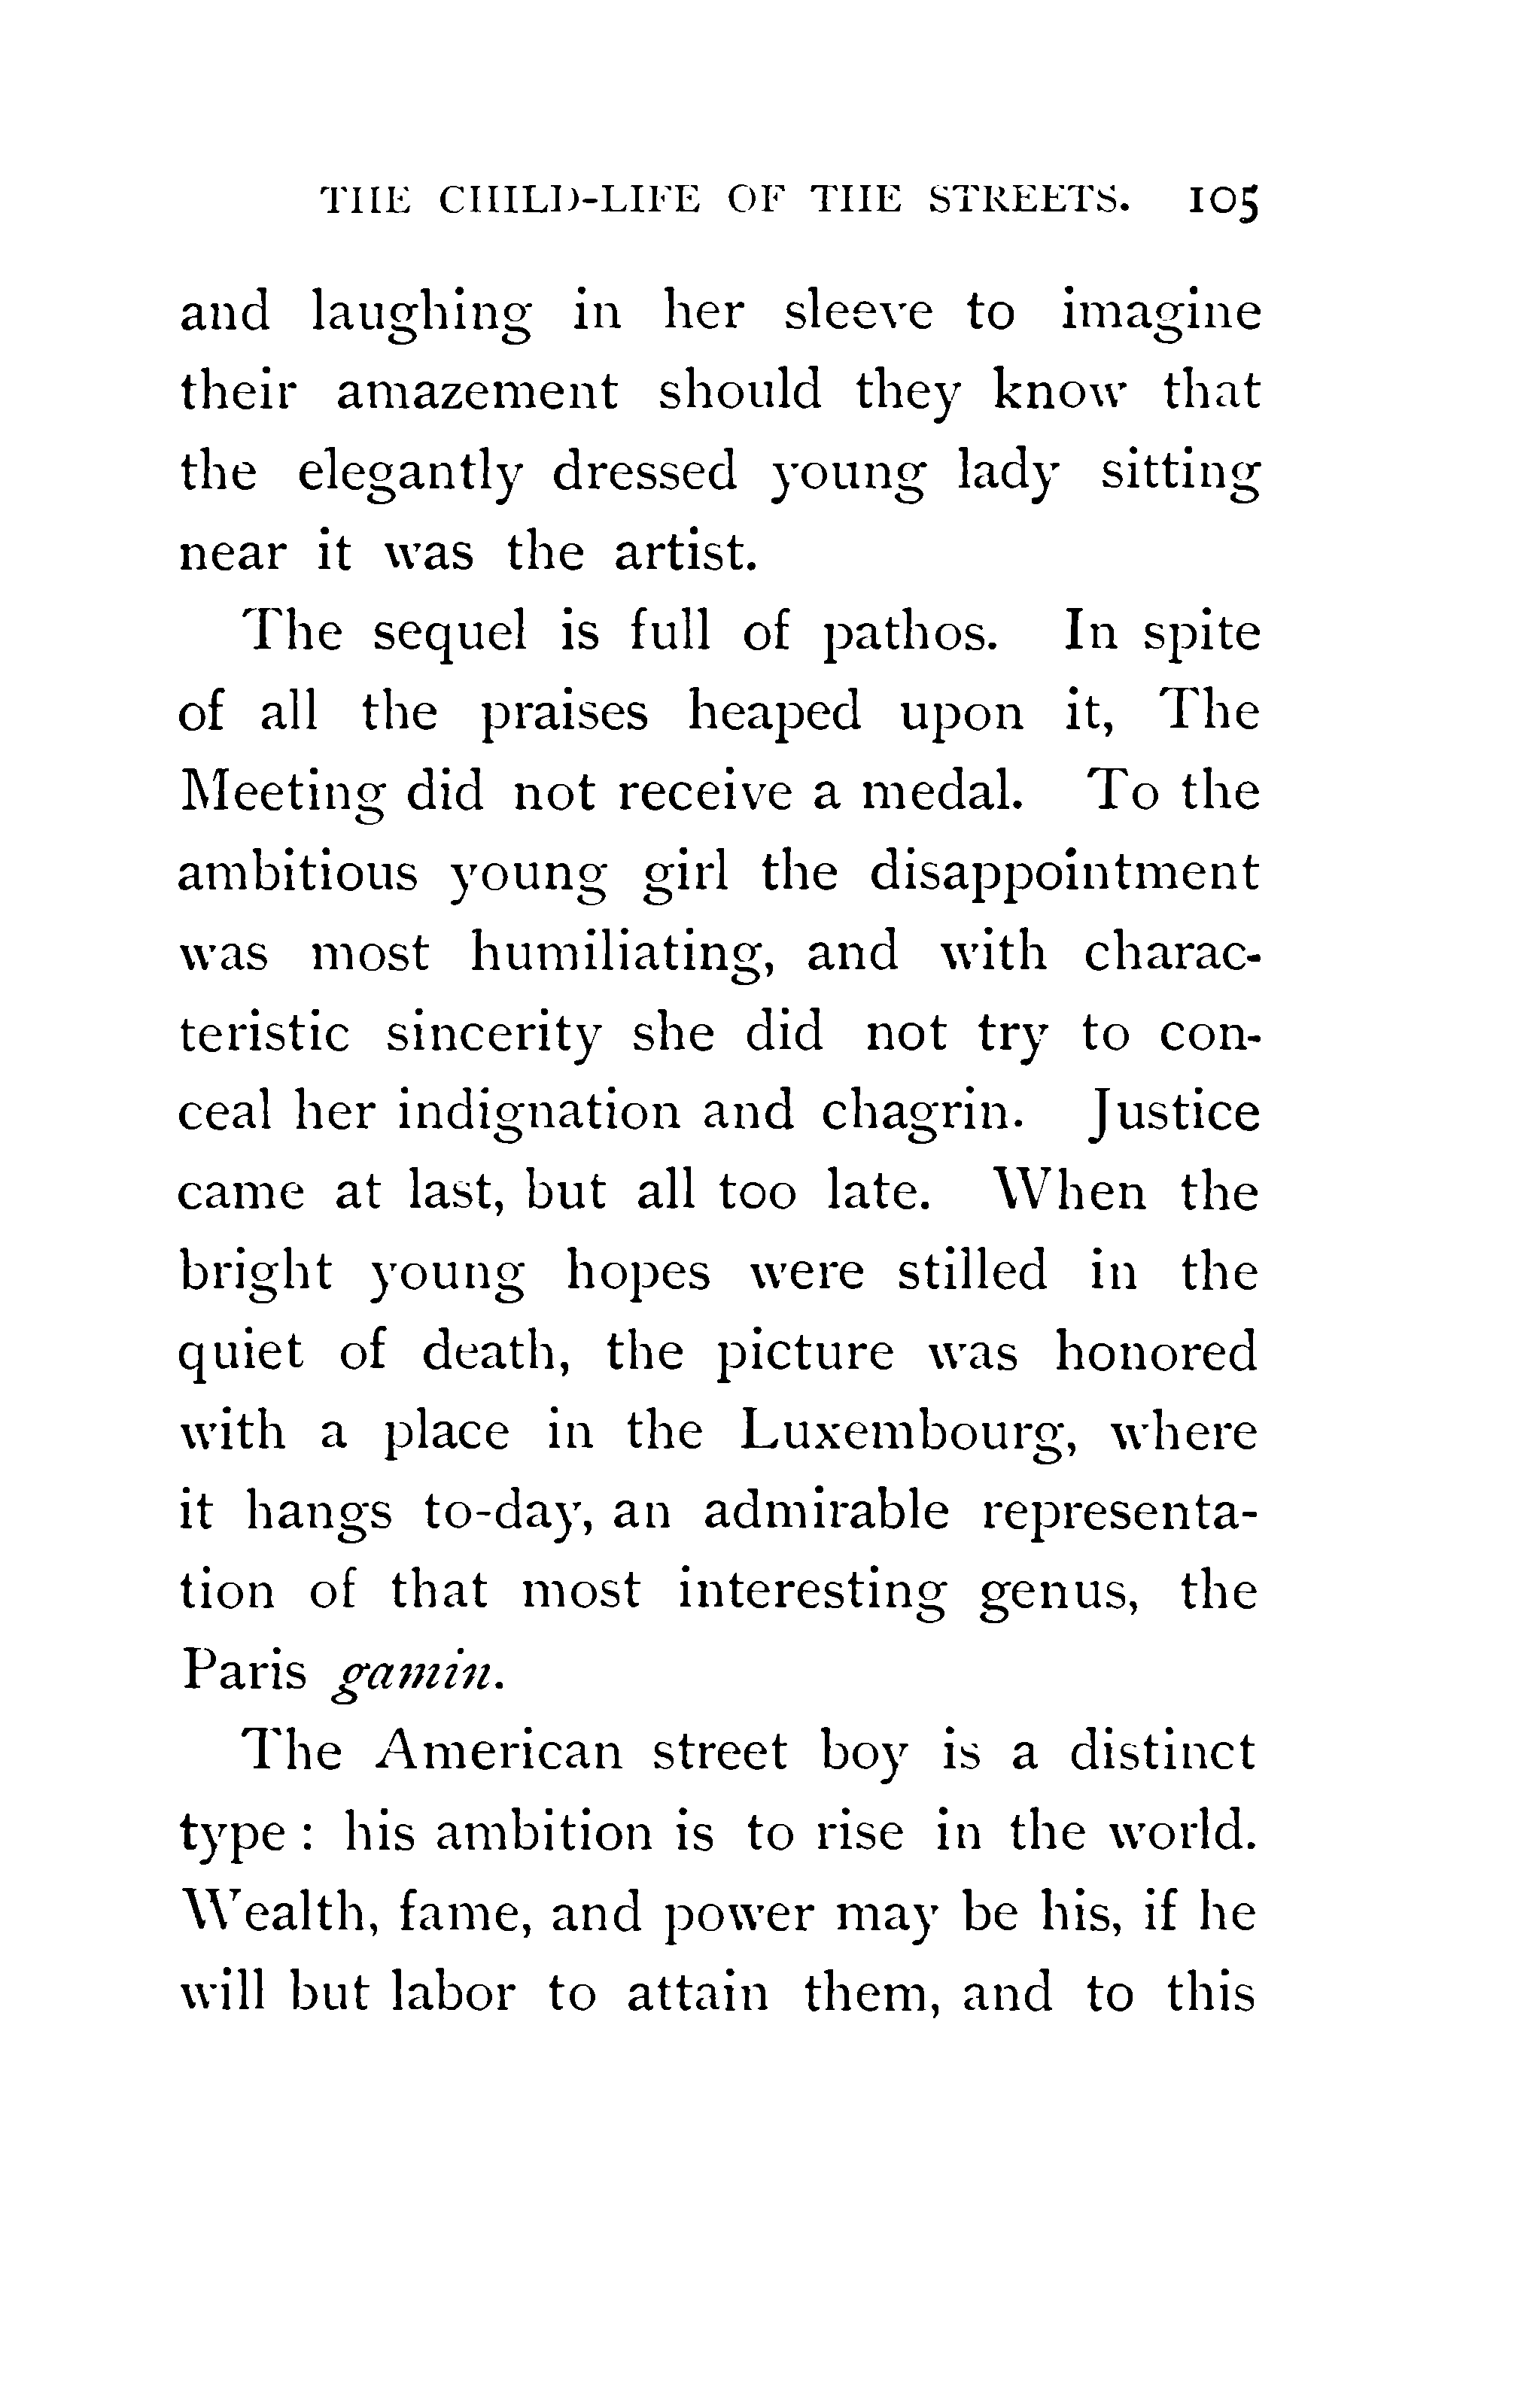 THE CHILD-LIFE OF THE STREETS. 105
and laughing in her sleeve to imagine
their amazement should they know that
the elegantly dressed young lady sitting
near it was the artist.
The sequel is full of pathos. In spite
of all the praises heaped upon it, The
Meeting did not receive a medal. To the
ambitious young girl the disappointment
was most humiliating, and with charac-
teristic sincerity she did not try to con-
ceal her indignation and chagrin. Justice
came at last, but all too late. When the
bright young hopes were stilled in the
quiet of death, the picture was honored
with a place in the Luxembourg, where
it hangs to-day, an admirable representa-
tion of that most interesting genus, the
Paris gamin.
The American street boy is a distinct
type : his ambition is to rise in the world.
Wealth, fame, and power may be his, if he
will but labor to attain them, and to this